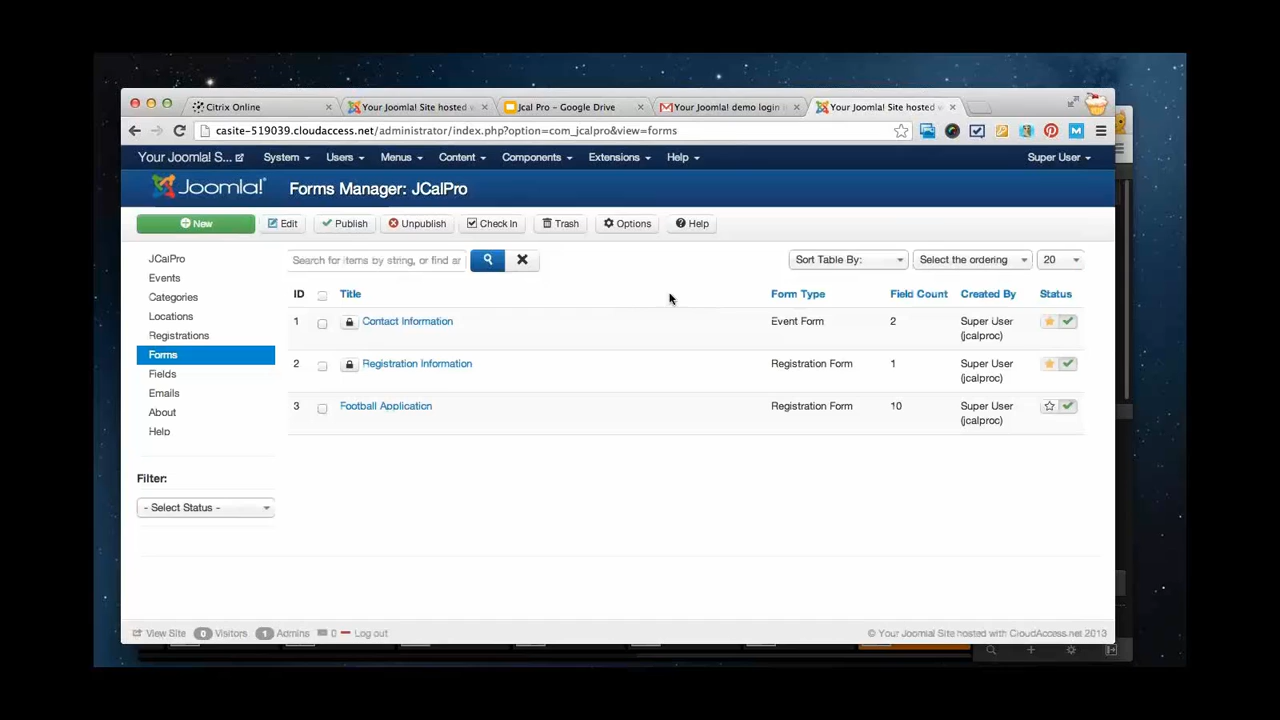 Citrix Online
Your Joomla! Site hosted w
Jcal Pro - Google Drive
Your Joomla! demo login i
Your Joomla! Site hosted w
casite-519039.cloudaccess.net/administrator/index.php?option=com_jcalpro&view=forms
Your Joomla! S...
System
Users
Menus
Content
Components
Extensions
Help
Super User
Joomla!
Forms Manager: JCalPro
New
Edit
Publish
Unpublish
Check In
Trash
Options
Help
JCalPro
Events
Categories
Locations
Registrations
Forms
Fields
Emails
About
Help
Filter:
- Select Status -
Search for items by string, or find ar
Sort Table By:
Select the ordering
20
ID Title Form Type Field Count Created By Status
1 Contact Information Event Form 2 Super User
(jcalproc)
2 Registration Information Registration Form 1 Super User
(jcalproc)
3 Football Application Registration Form 10 Super User
(jcalproc)
View Site 0 Visitors 1 Admins 0 Log out
© Your Joomla! Site hosted with CloudAccess.net 2013